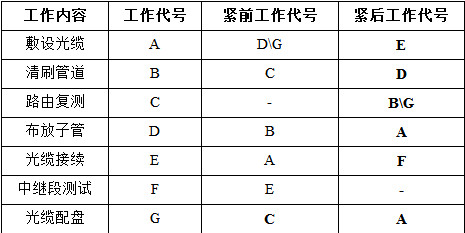 工作内容 工作代号 紧前工作代号 紧后工作代号
敷设光缆 A D\G E
清刷管道 B C D
路由复测 C - B\G
布放子管 D B A
光缆接续 E A F
中继段测试 F E -
光缆配盘 G C A